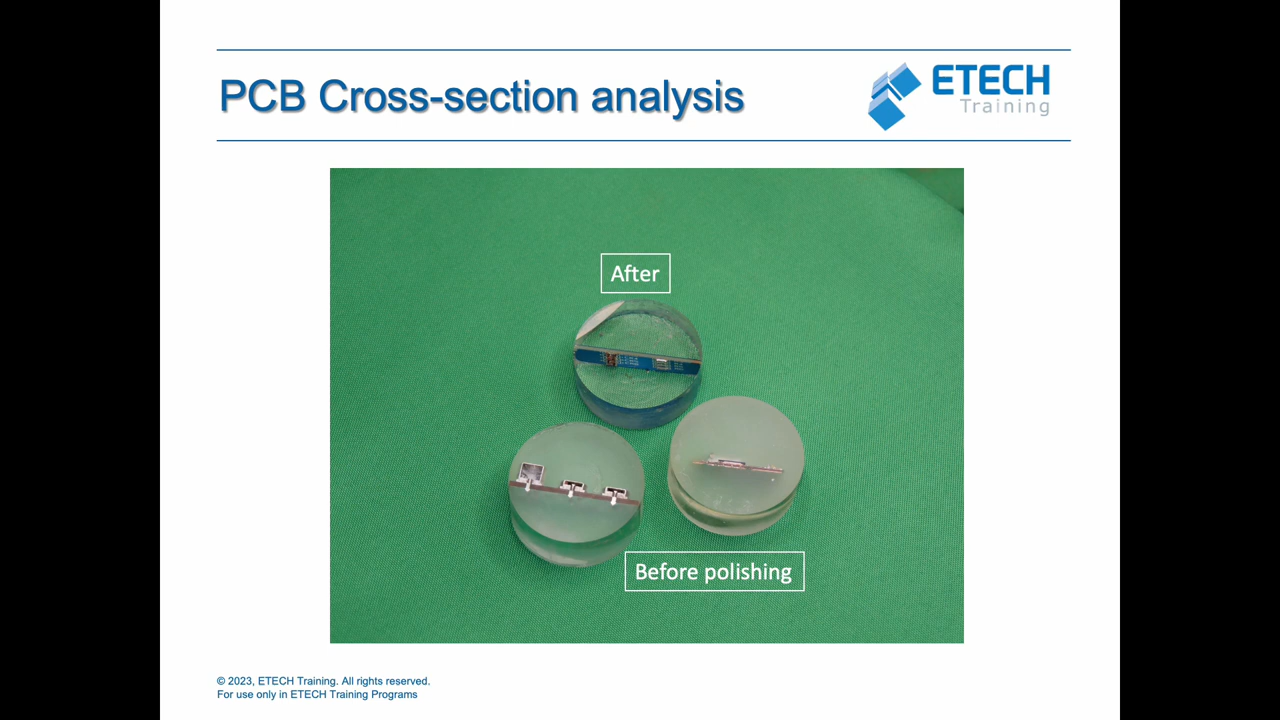 PCB Cross-section analysis
ETECH
Training
After
Before polishing
© 2023, ETECH Training. All rights reserved.
For use only in ETECH Training Programs